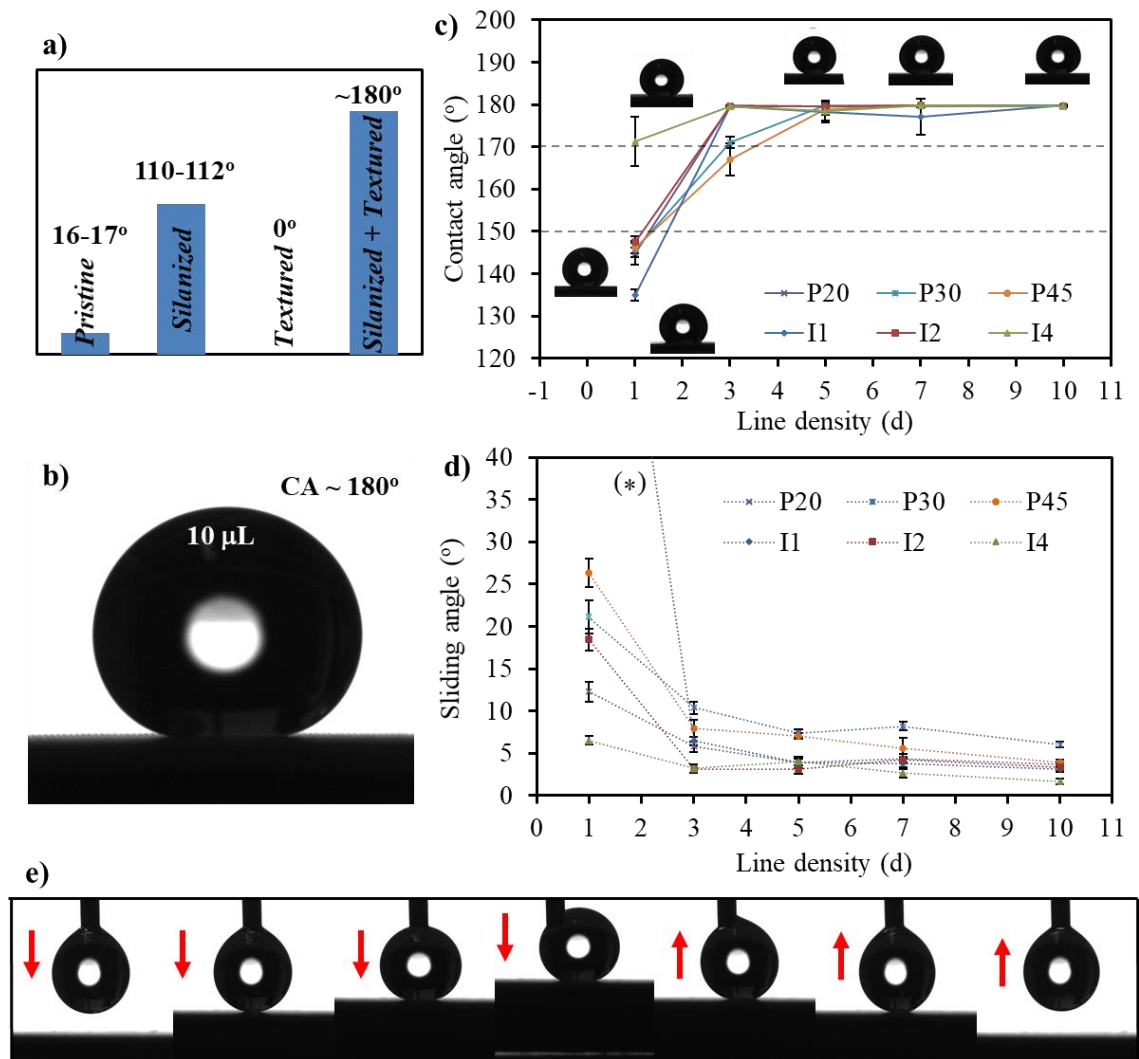 a)
16-17°
110-112°
0°
~180°
Pristine
Silanized
Textured
Silanized + Textured
b)
CA ~ 180°
10 µL
c)
Contact angle (°)
200
190
180
170
160
150
140
130
120
P20 P30 P45
I1 I2 I4
-1 0 1 2 3 4 5 6 7 8 9 10 11
Line density (d)
d)
Sliding angle (°)
40
35
30
25
20
15
10
5
0
(*)
P20 P30 P45
I1 I2 I4
0 1 2 3 4 5 6 7 8 9 10 11
Line density (d)
e)